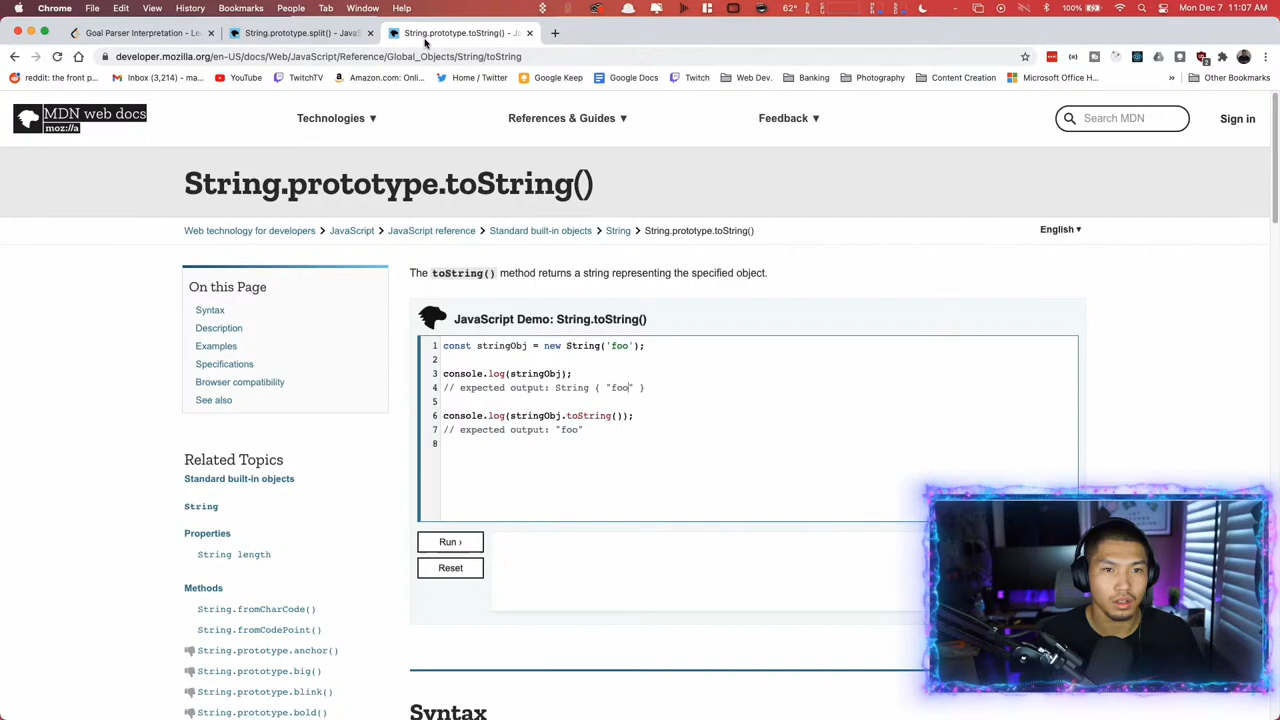 Chrome File Edit View History Bookmarks People Tab Window Help
100% Mon Dec 7 11:07 AM
Goal Parser Interpretation - Le
String.prototype.split() - JavaS
String.prototype.toString() - Ja
developer.mozilla.org/en-US/docs/Web/JavaScript/Reference/Global_Objects/String/toString
reddit: the front p... Inbox (3,214) - ma... YouTube TwitchTV Amazon.com: Onli... Home / Twitter Google Keep Google Docs Twitch Web Dev. Banking Photography Content Creation Microsoft Office H... » Other Bookmarks
MDN web docs
moz://a
Technologies ▼ References & Guides ▼ Feedback ▼ Search MDN Sign in
String.prototype.toString()
Web technology for developers > JavaScript > JavaScript reference > Standard built-in objects > String > String.prototype.toString()
English ▼
On this Page
Syntax
Description
Examples
Specifications
Browser compatibility
See also
Related Topics
Standard built-in objects
String
Properties
String length
Methods
String.fromCharCode()
String.fromCodePoint()
String.prototype.anchor()
String.prototype.big()
String.prototype.blink()
String.prototype.bold()
The toString() method returns a string representing the specified object.
JavaScript Demo: String.toString()
1 const stringObj = new String('foo');
2
3 console.log(stringObj);
4 // expected output: String { "foo" }
5
6 console.log(stringObj.toString());
7 // expected output: "foo"
8
Run ›
Reset
Syntax